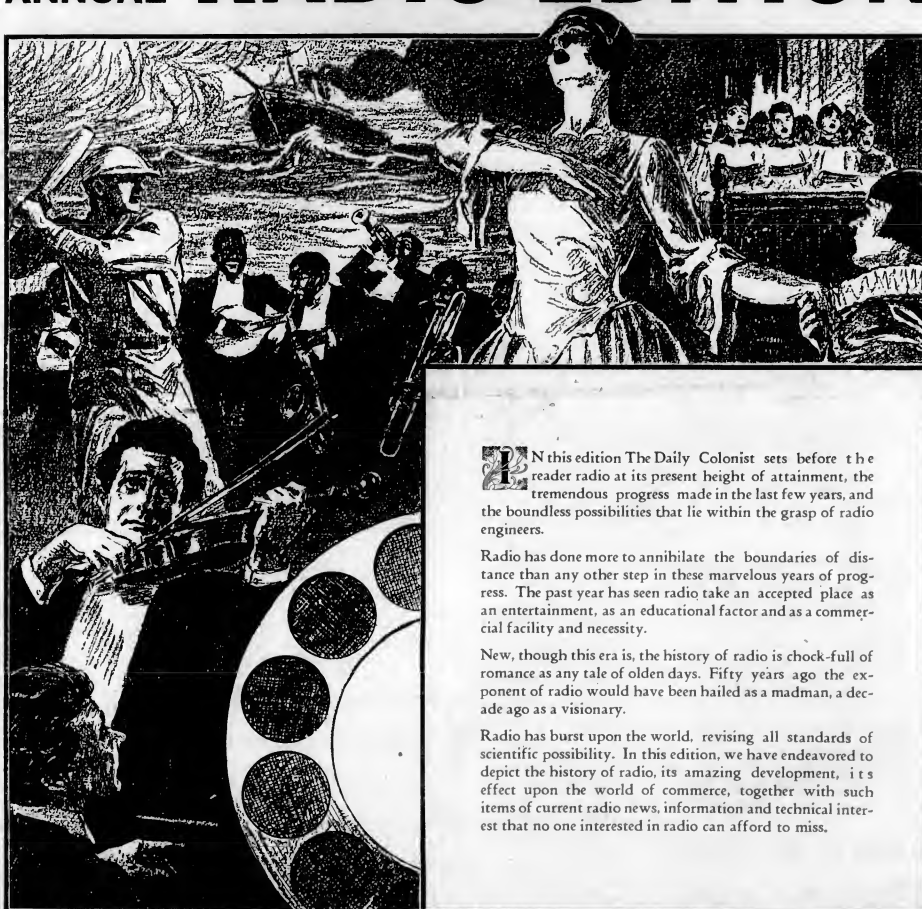 ANNUAL RADIO EDITION
IN this edition The Daily Colonist sets before the
reader radio at its present height of attainment, the
tremendous progress made in the last few years, and
the boundless possibilities that lie within the grasp of radio
engineers.
Radio has done more to annihilate the boundaries of dis-
tance than any other step in these marvelous years of prog-
ress. The past year has seen radio take an accepted place as
an entertainment, as an educational factor and as a commer-
cial facility and necessity.
New, though this era is, the history of radio is chock-full of
romance as any tale of olden days. Fifty years ago the ex-
ponent of radio would have been hailed as a madman, a dec-
ade ago as a visionary.
Radio has burst upon the world, revising all standards of
scientific possibility. In this edition, we have endeavored to
depict the history of radio, its amazing development, its
effect upon the world of commerce, together with such
items of current radio news, information and technical inter-
est that no one interested in radio can afford to miss.